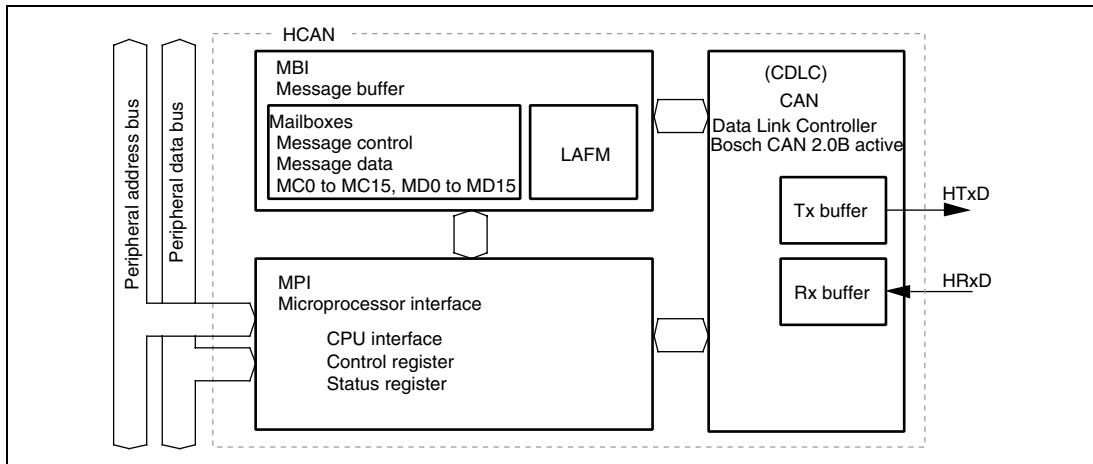 HCAN
Peripheral address bus
Peripheral data bus
MBI
Message buffer
Mailboxes
Message control
Message data
MC0 to MC15, MD0 to MD15
LAFM
MPI
Microprocessor interface
CPU interface
Control register
Status register
(CDLC)
CAN
Data Link Controller
Bosch CAN 2.0B active
Tx buffer
Rx buffer
HTxD
HRxD